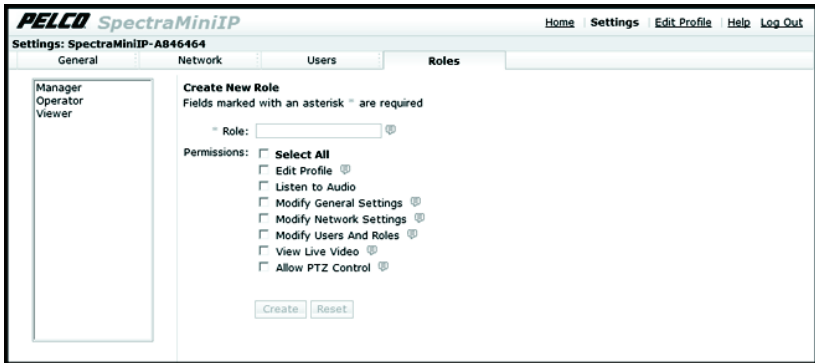 PELCO SpectraMiniIP
Home Settings Edit Profile Help Log Out
Settings: SpectraMiniIP-A846464
General Network Users Roles
Manager
Operator
Viewer
Create New Role
Fields marked with an asterisk * are required
* Role:
Permissions: Select All
Edit Profile
Listen to Audio
Modify General Settings
Modify Network Settings
Modify Users And Roles
View Live Video
Allow PTZ Control
Create Reset